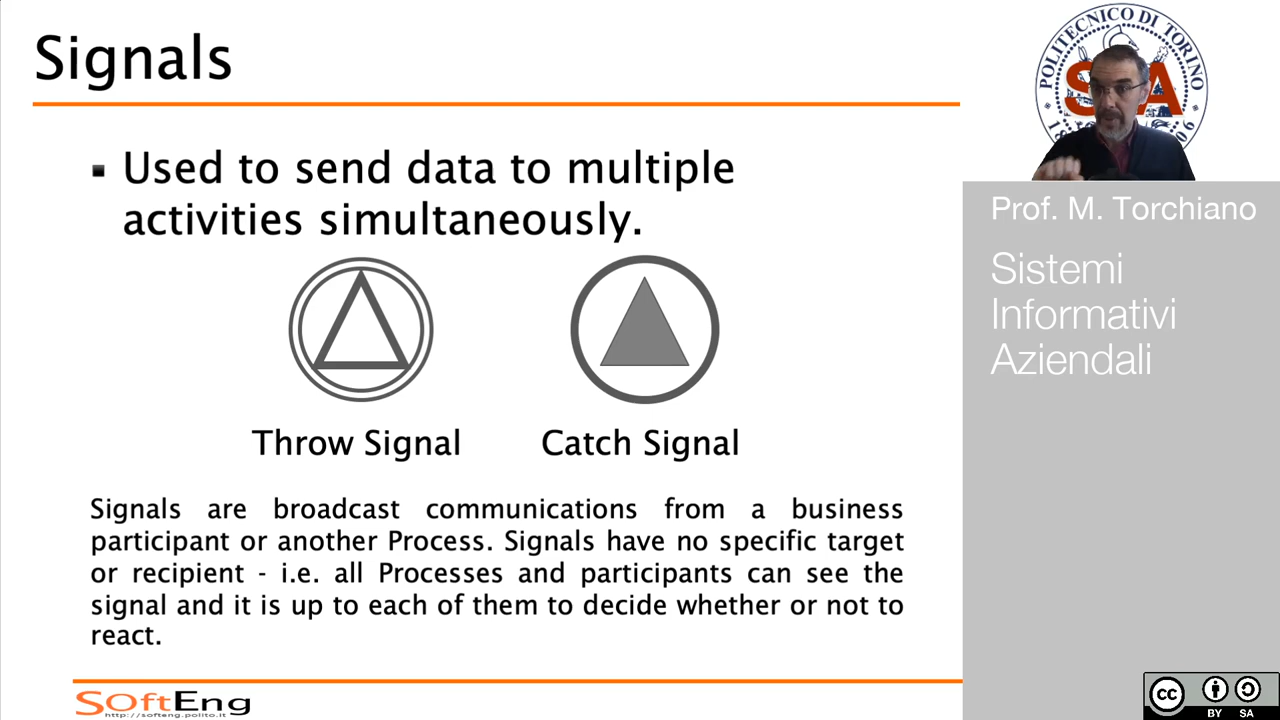 Signals
Used to send data to multiple
activities simultaneously.
Throw Signal
Catch Signal
Signals are broadcast communications from a business
participant or another Process. Signals have no specific target
or recipient - i.e. all Processes and participants can see the
signal and it is up to each of them to decide whether or not to
react.
SoftEng
http://softeng.polito.it
POLITECNICO DI TORINO
Prof. M. Torchiano
Sistemi
Informativi
Aziendali
cc
BY SA